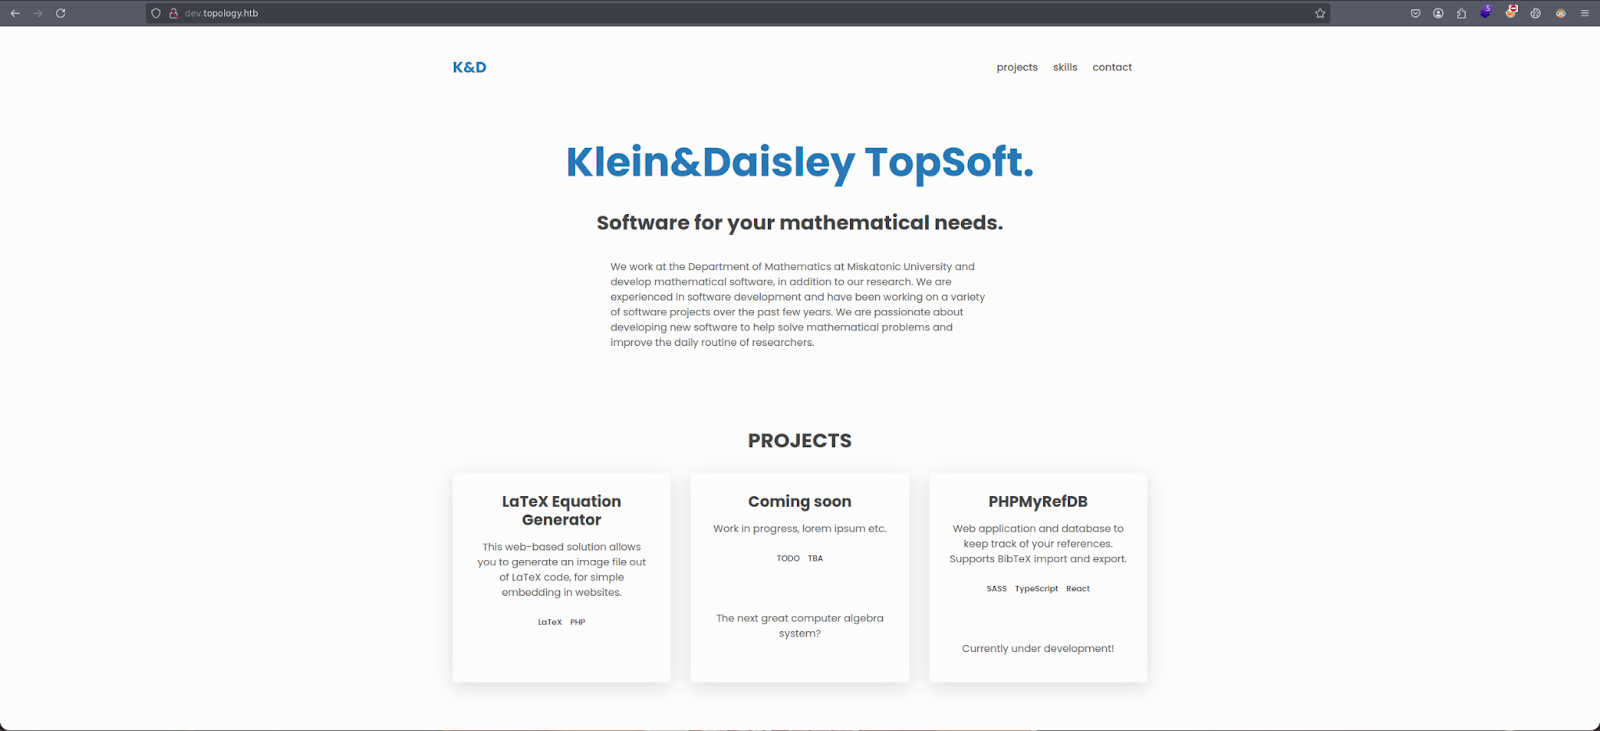 dev.topology.htb
5
K&D
projects skills contact
Klein&Daisley TopSoft.
Software for your mathematical needs.
We work at the Department of Mathematics at Miskatonic University and
develop mathematical software, in addition to our research. We are
experienced in software development and have been working on a variety
of software projects over the past few years. We are passionate about
developing new software to help solve mathematical problems and
improve the daily routine of researchers.
PROJECTS
LaTeX Equation
Generator
This web-based solution allows
you to generate an image file out
of LaTeX code, for simple
embedding in websites.
LaTeX PHP
Coming soon
Work in progress, lorem ipsum etc.
TODO TBA
The next great computer algebra
system?
PHPMyRefDB
Web application and database to
keep track of your references.
Supports BibTeX import and export.
SASS TypeScript React
Currently under development!